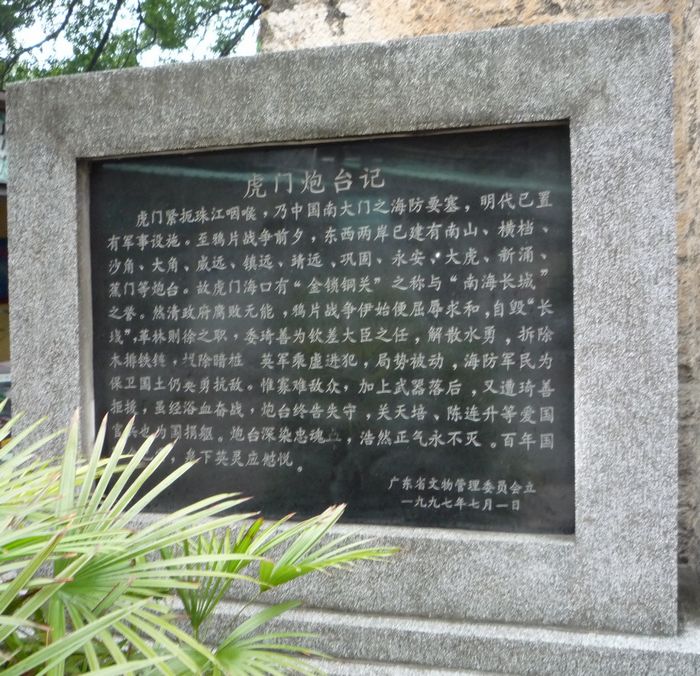 虎门炮台记
虎门紧扼珠江咽喉，乃中国南大门之海防要塞，明代已置
有军事设施。至鸦片战争前夕，东西两岸已建有南山、横档、
沙角、大角、威远、镇远、靖远、巩固、永安、大虎、新涌、
蕉门等炮台。故虎门海口有“金锁铜关”之称与“南海长城”
之誉。然清政府腐败无能，鸦片战争伊始便屈辱求和，自毁“长
城”，革林则徐之职，委琦善为钦差大臣之任，解散水勇，拆除
木排铁链，除暗桩 英军乘虚进犯，局势被动，海防军民为
保卫国土仍英勇抗敌。惟寡难敌众，加上武器落后，又遭琦善
拒援，虽经浴血奋战，炮台终告失守，关天培、陈连升等爱国
官兵也为国捐躯。炮台深染忠魂血，浩然正气永不灭。百年国
下英灵应慰悦。
广东省文物管理委员会立
一九九七年七月一日